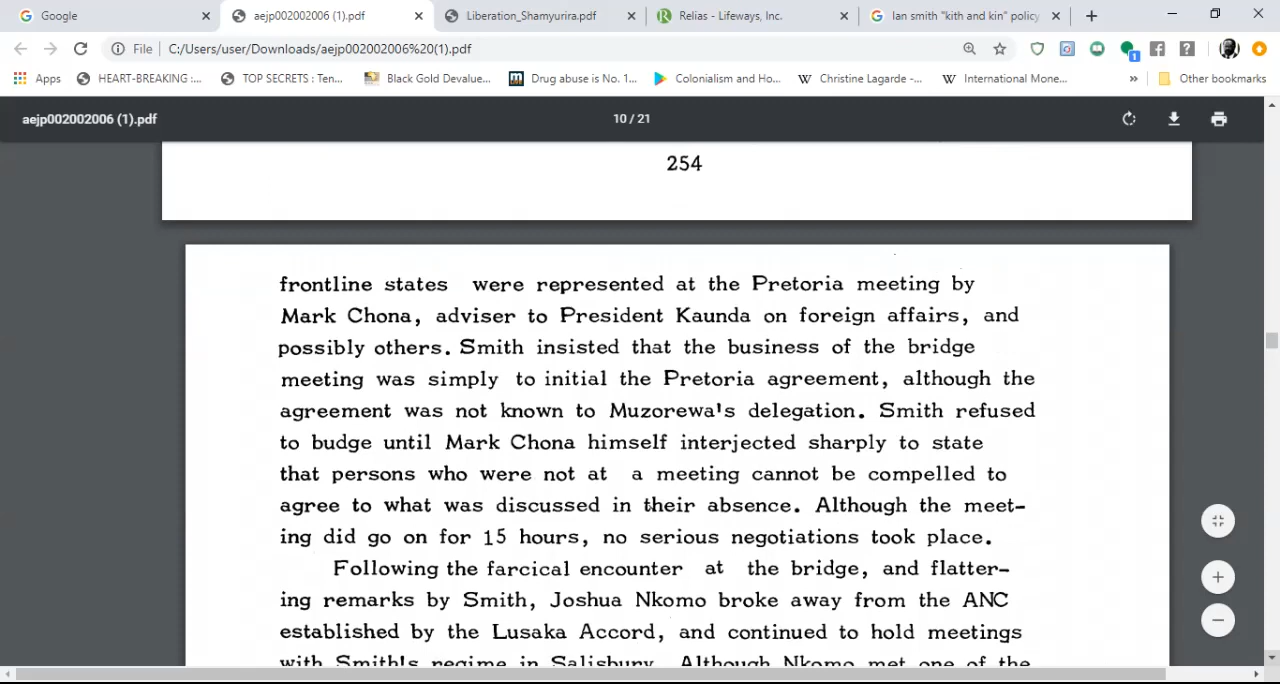 Google
aejp002002006 (1).pdf
Liberation_Shamyurira.pdf
Relias - Lifeways, Inc.
Ian smith "kith and kin" policy
File
C:/Users/user/Downloads/aejp002002006%20(1).pdf
1
Apps
HEART-BREAKING :...
TOP SECRETS : Ten...
Black Gold Devalue...
Drug abuse is No. 1...
Colonialism and Ho...
Christine Lagarde -...
International Mone...
»
Other bookmarks
aejp002002006 (1).pdf
10 / 21
254
frontline states were represented at the Pretoria meeting by
Mark Chona, adviser to President Kaunda on foreign affairs, and
possibly others. Smith insisted that the business of the bridge
meeting was simply to initial the Pretoria agreement, although the
agreement was not known to Muzorewa's delegation. Smith refused
to budge until Mark Chona himself interjected sharply to state
that persons who were not at a meeting cannot be compelled to
agree to what was discussed in their absence. Although the meet-
ing did go on for 15 hours, no serious negotiations took place.
Following the farcical encounter at the bridge, and flatter-
ing remarks by Smith, Joshua Nkomo broke away from the ANC
established by the Lusaka Accord, and continued to hold meetings
with Smith's regime in Salisbury. Although Nkomo met one of the